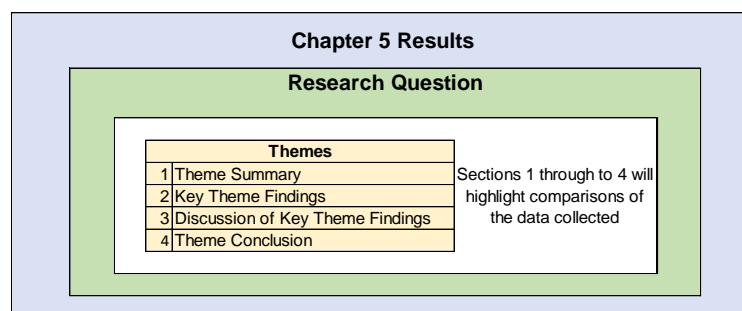 Chapter 5 Results
Research Question
Themes
1 Theme Summary
2 Key Theme Findings
3 Discussion of Key Theme Findings
4 Theme Conclusion
Sections 1 through to 4 will
highlight comparisons of
the data collected